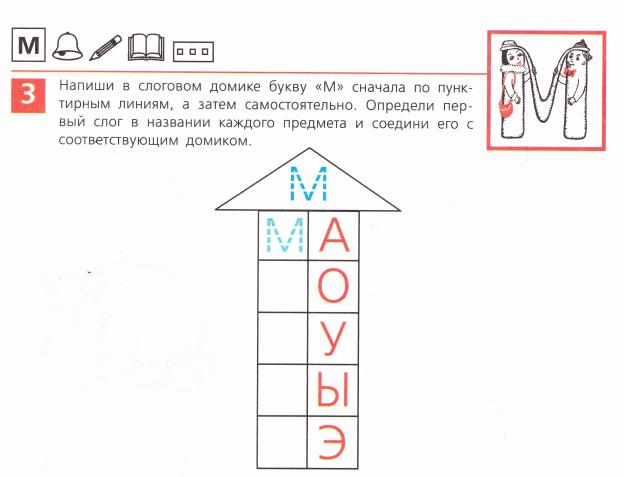 М
3
Напиши в слоговом домике букву «М» сначала по пунк-
тирным линиям, а затем самостоятельно. Определи пер-
вый слог в названии каждого предмета и соедини его с
соответствующим домиком.
М
М А
О
У
Ы
Э